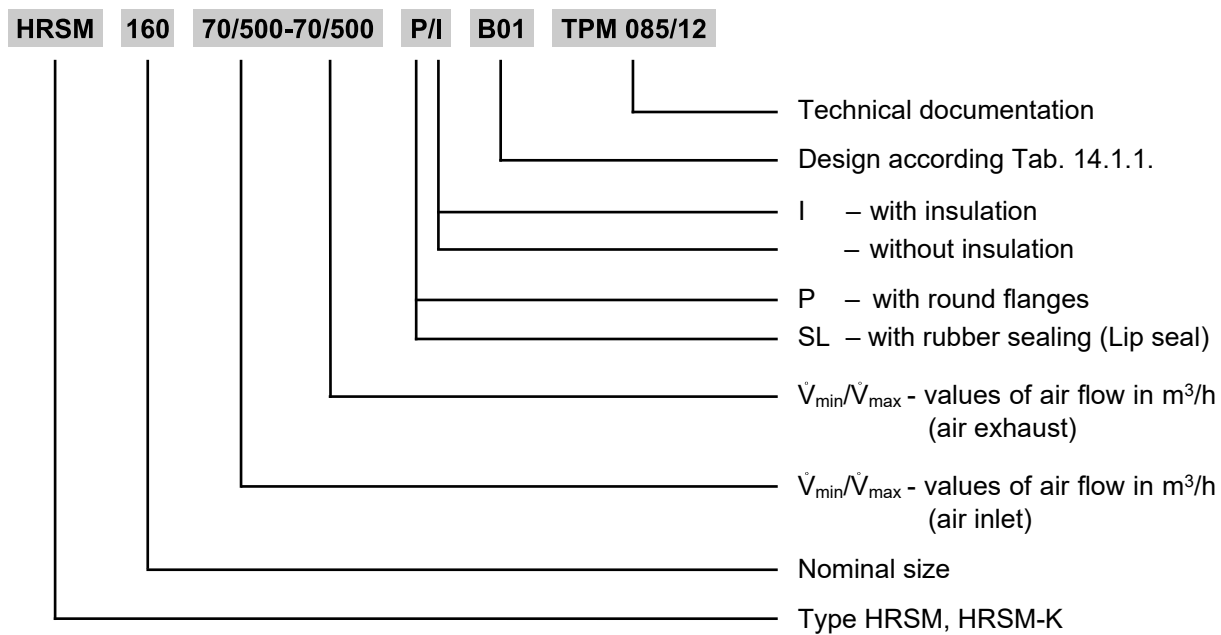 HRSM 160 70/500-70/500 P/I B01 TPM 085/12
Technical documentation
Design according Tab. 14.1.1.
I – with insulation
– without insulation
P – with round flanges
SL – with rubber sealing (Lip seal)
V̊min/V̊max - values of air flow in m³/h
(air exhaust)
V̊min/V̊max - values of air flow in m³/h
(air inlet)
Nominal size
Type HRSM, HRSM-K